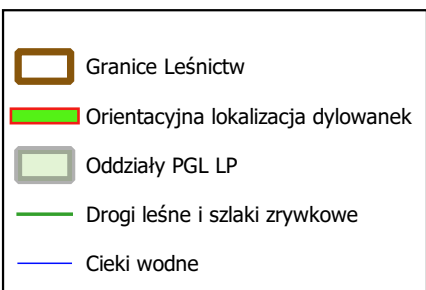 Granice Leśnictw
Orientacyjna lokalizacja dylowanek
Oddziały PGL LP
Drogi leśne i szlaki zrywkowe
Cieki wodne